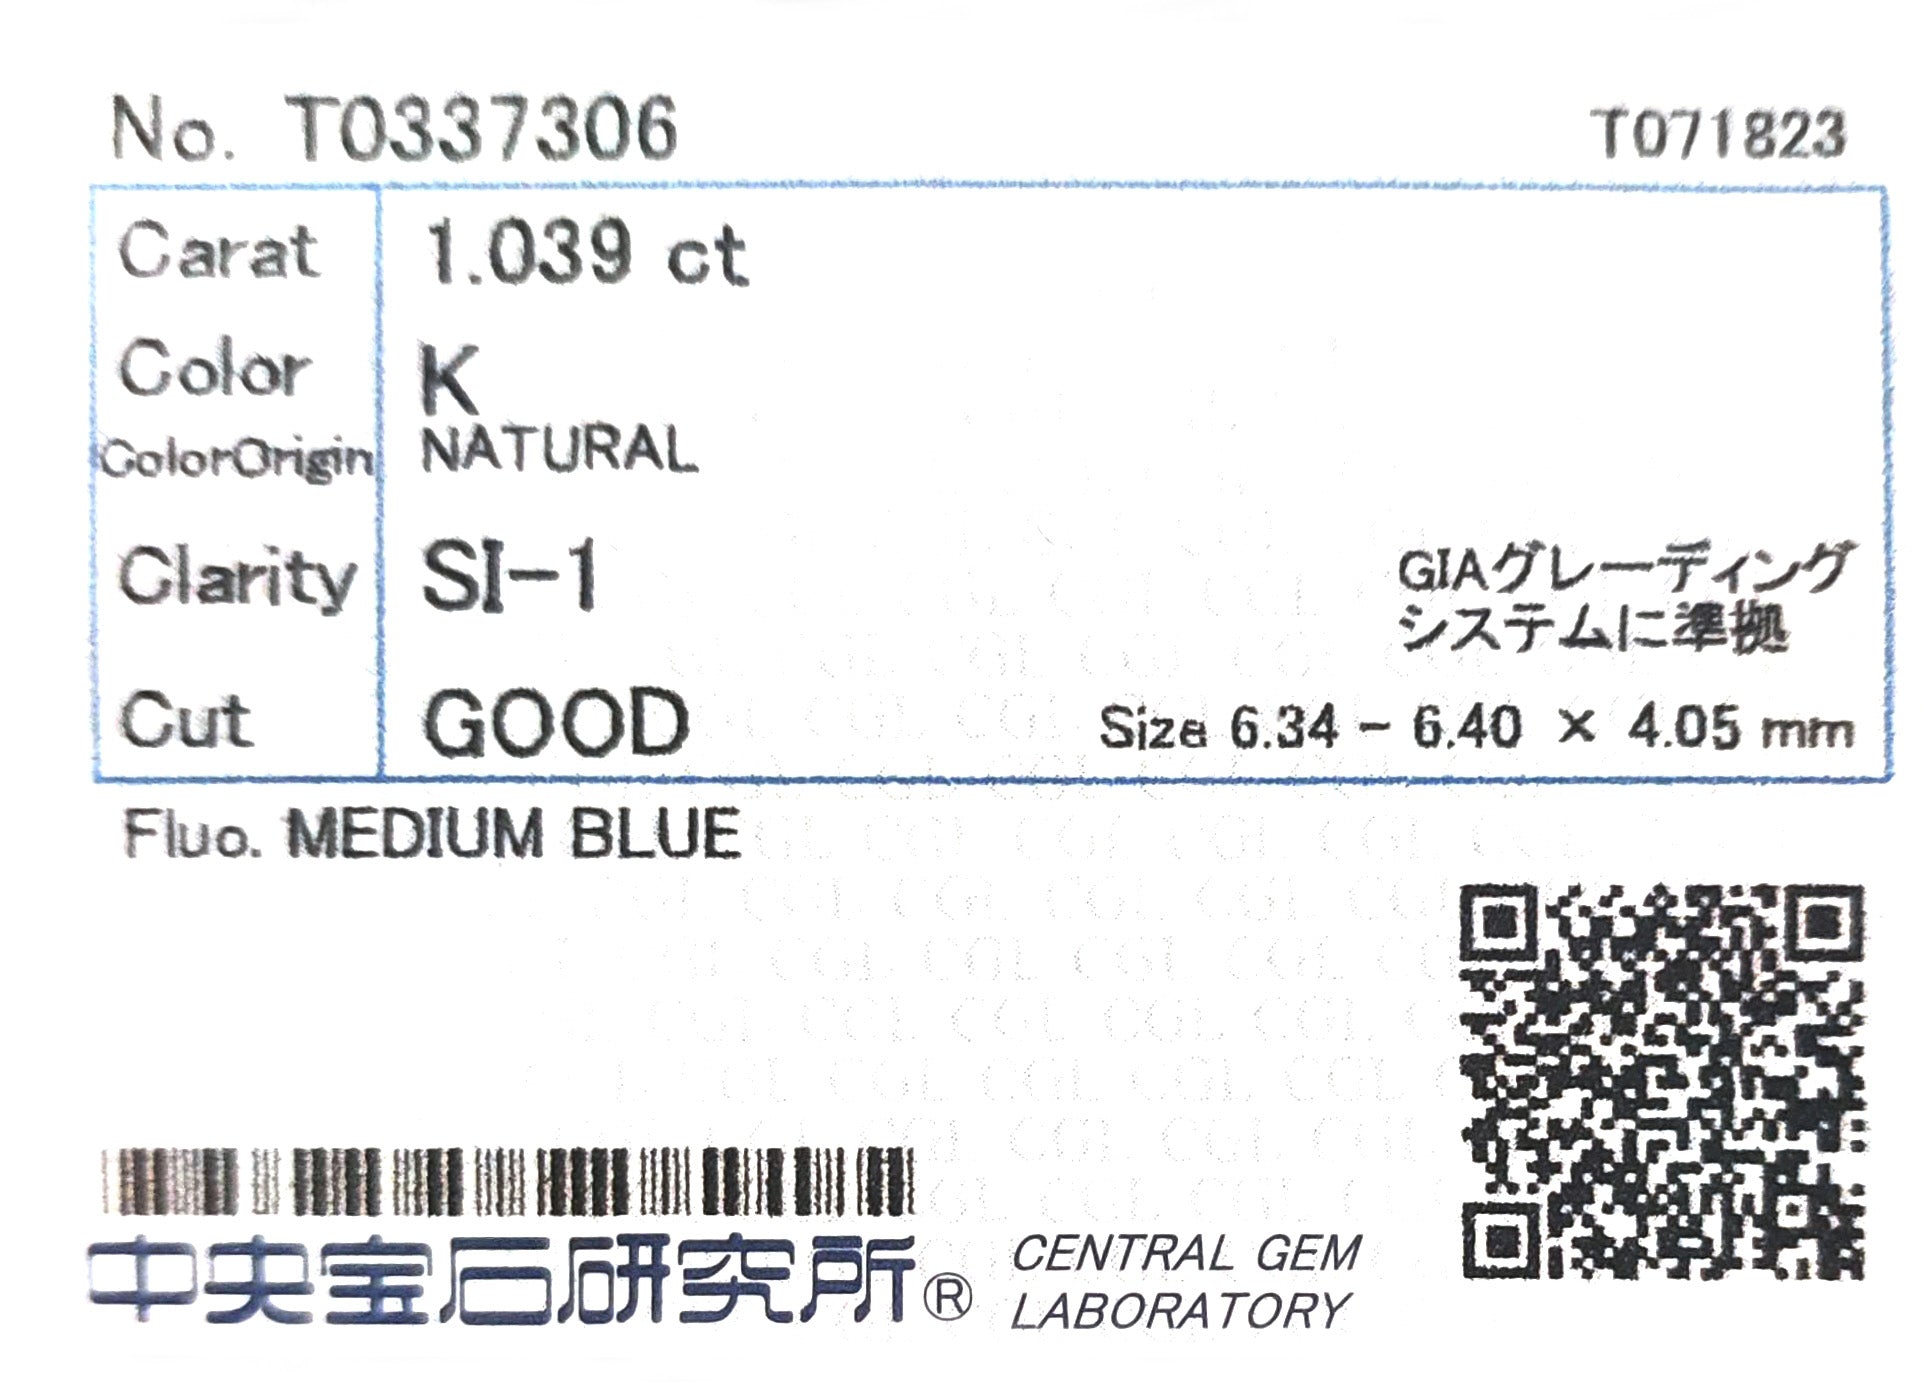 No. T0337306 T071823
Carat 1.039 ct
Color K
ColorOrigin NATURAL
Clarity SI-1
GIAグレーディング
システムに準拠
Cut GOOD Size 6.34 - 6.40 × 4.05 mm
Fluo. MEDIUM BLUE
中央宝石研究所® CENTRAL GEM
LABORATORY